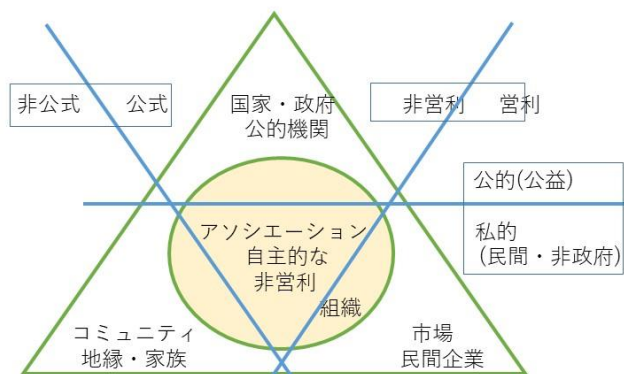 非公式 公式
国家・政府
公的機関
非営利 営利
公的(公益)
私的
(民間・非政府)
アソシエーション
自主的な
非営利
組織
コミュニティ
地縁・家族
市場
民間企業